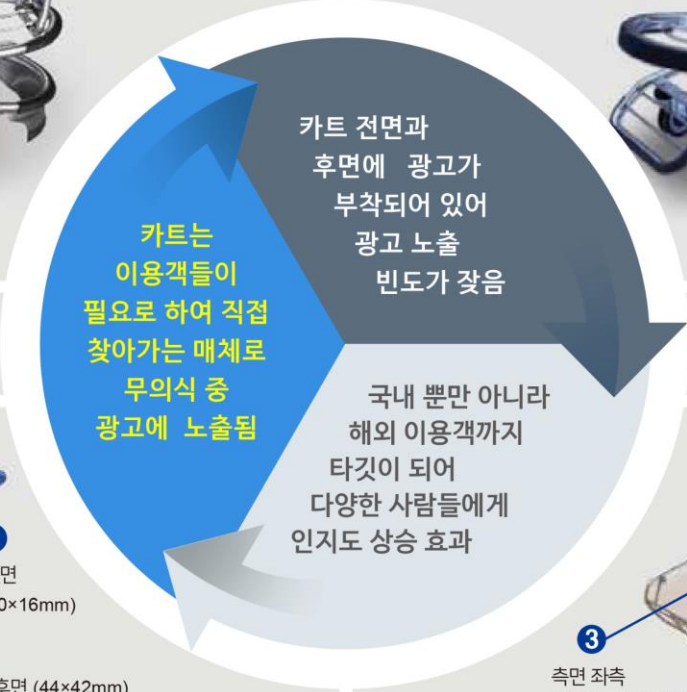 카트 전면과
후면에 광고가
부착되어 있어
광고 노출
빈도가 잦음
카트는
이용객들이
필요로 하여 직접
찾아가는 매체로
무의식 중
광고에 노출됨
국내 뿐만 아니라
해외 이용객까지
타깃이 되어
다양한 사람들에게
인지도 상승 효과
면
0×16mm)
후면 (44×42mm)
3
측면 좌측